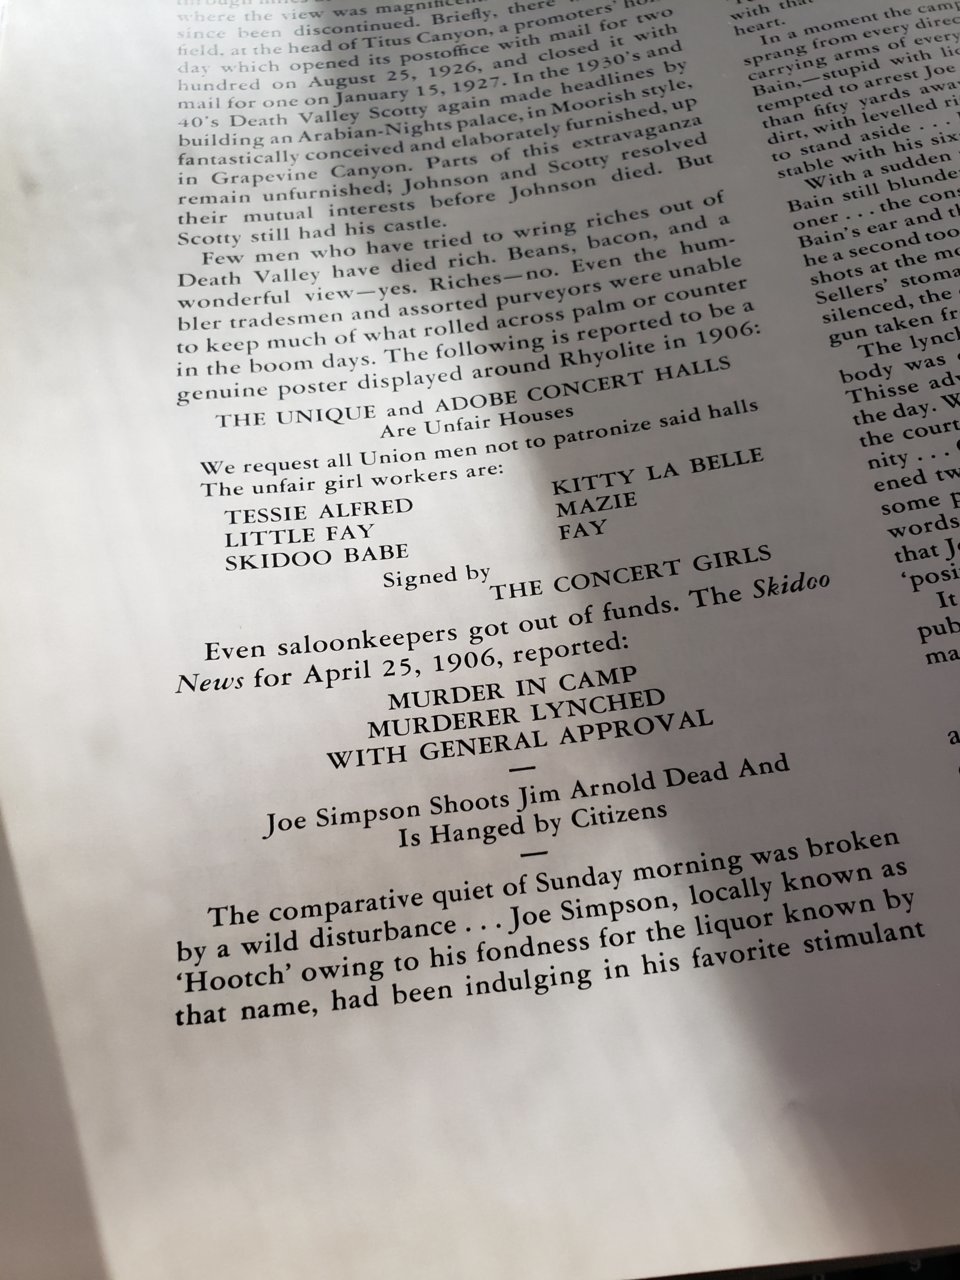 where the view was
since been discontinued. Briefly, there
field, at the head of Titus Canyon, a promoters'
day which opened its postoffice with mail for two
hundred on August 25, 1926, and closed it with
mail for one on January 15, 1927. In the 1930's and
40's Death Valley Scotty again made headlines by
building an Arabian-Nights palace, in Moorish style,
fantastically conceived and elaborately furnished, up
in Grapevine Canyon. Parts of this extravaganza
remain unfurnished; Johnson and Scotty resolved
their mutual interests before Johnson died. But
Scotty still had his castle.
Few men who have tried to wring riches out of
Death Valley have died rich. Beans, bacon, and a
wonderful view—yes. Riches—no. Even the hum-
bler tradesmen and assorted purveyors were unable
to keep much of what rolled across palm or counter
in the boom days. The following is reported to be a
genuine poster displayed around Rhyolite in 1906:
THE UNIQUE and ADOBE CONCERT HALLS
Are Unfair Houses
We request all Union men not to patronize said halls
The unfair girl workers are:
TESSIE ALFRED KITTY LA BELLE
LITTLE FAY MAZIE
SKIDOO BABE FAY
Signed by
THE CONCERT GIRLS
Even saloonkeepers got out of funds. The Skidoo
News for April 25, 1906, reported:
MURDER IN CAMP
MURDERER LYNCHED
WITH GENERAL APPROVAL
—
Joe Simpson Shoots Jim Arnold Dead And
Is Hanged by Citizens
—
The comparative quiet of Sunday morning was broken
by a wild disturbance . . . Joe Simpson, locally known as
'Hootch' owing to his fondness for the liquor known by
that name, had been indulging in his favorite stimulant
with that
heart.
In a moment the camp
sprang from every
carrying arms of every
Bain,—stupid with
tempted to arrest Joe
than fifty yards
dirt, with levelled
to stand aside . . .
stable with his
With a sudden
Bain still
oner . . . the
Bain's ear and
he a second
shots at the
Sellers'
silenced, the
gun taken
The
body was
Thisse
the day.
the court
nity . . .
ened
some
words
that
It